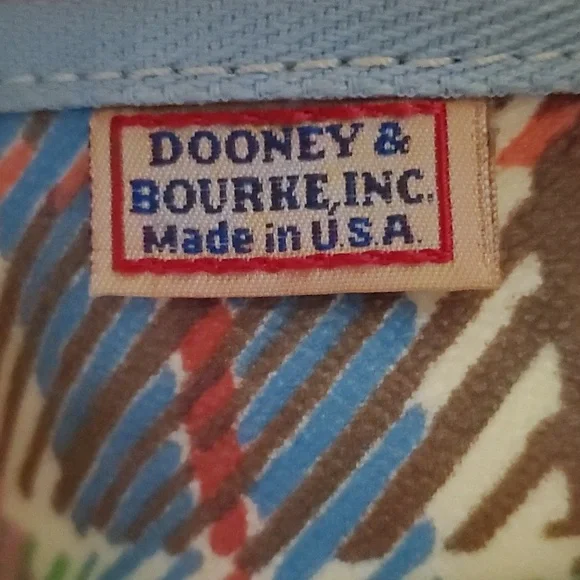 DOONEY &
BOURKE, INC.
Made in U.S.A.